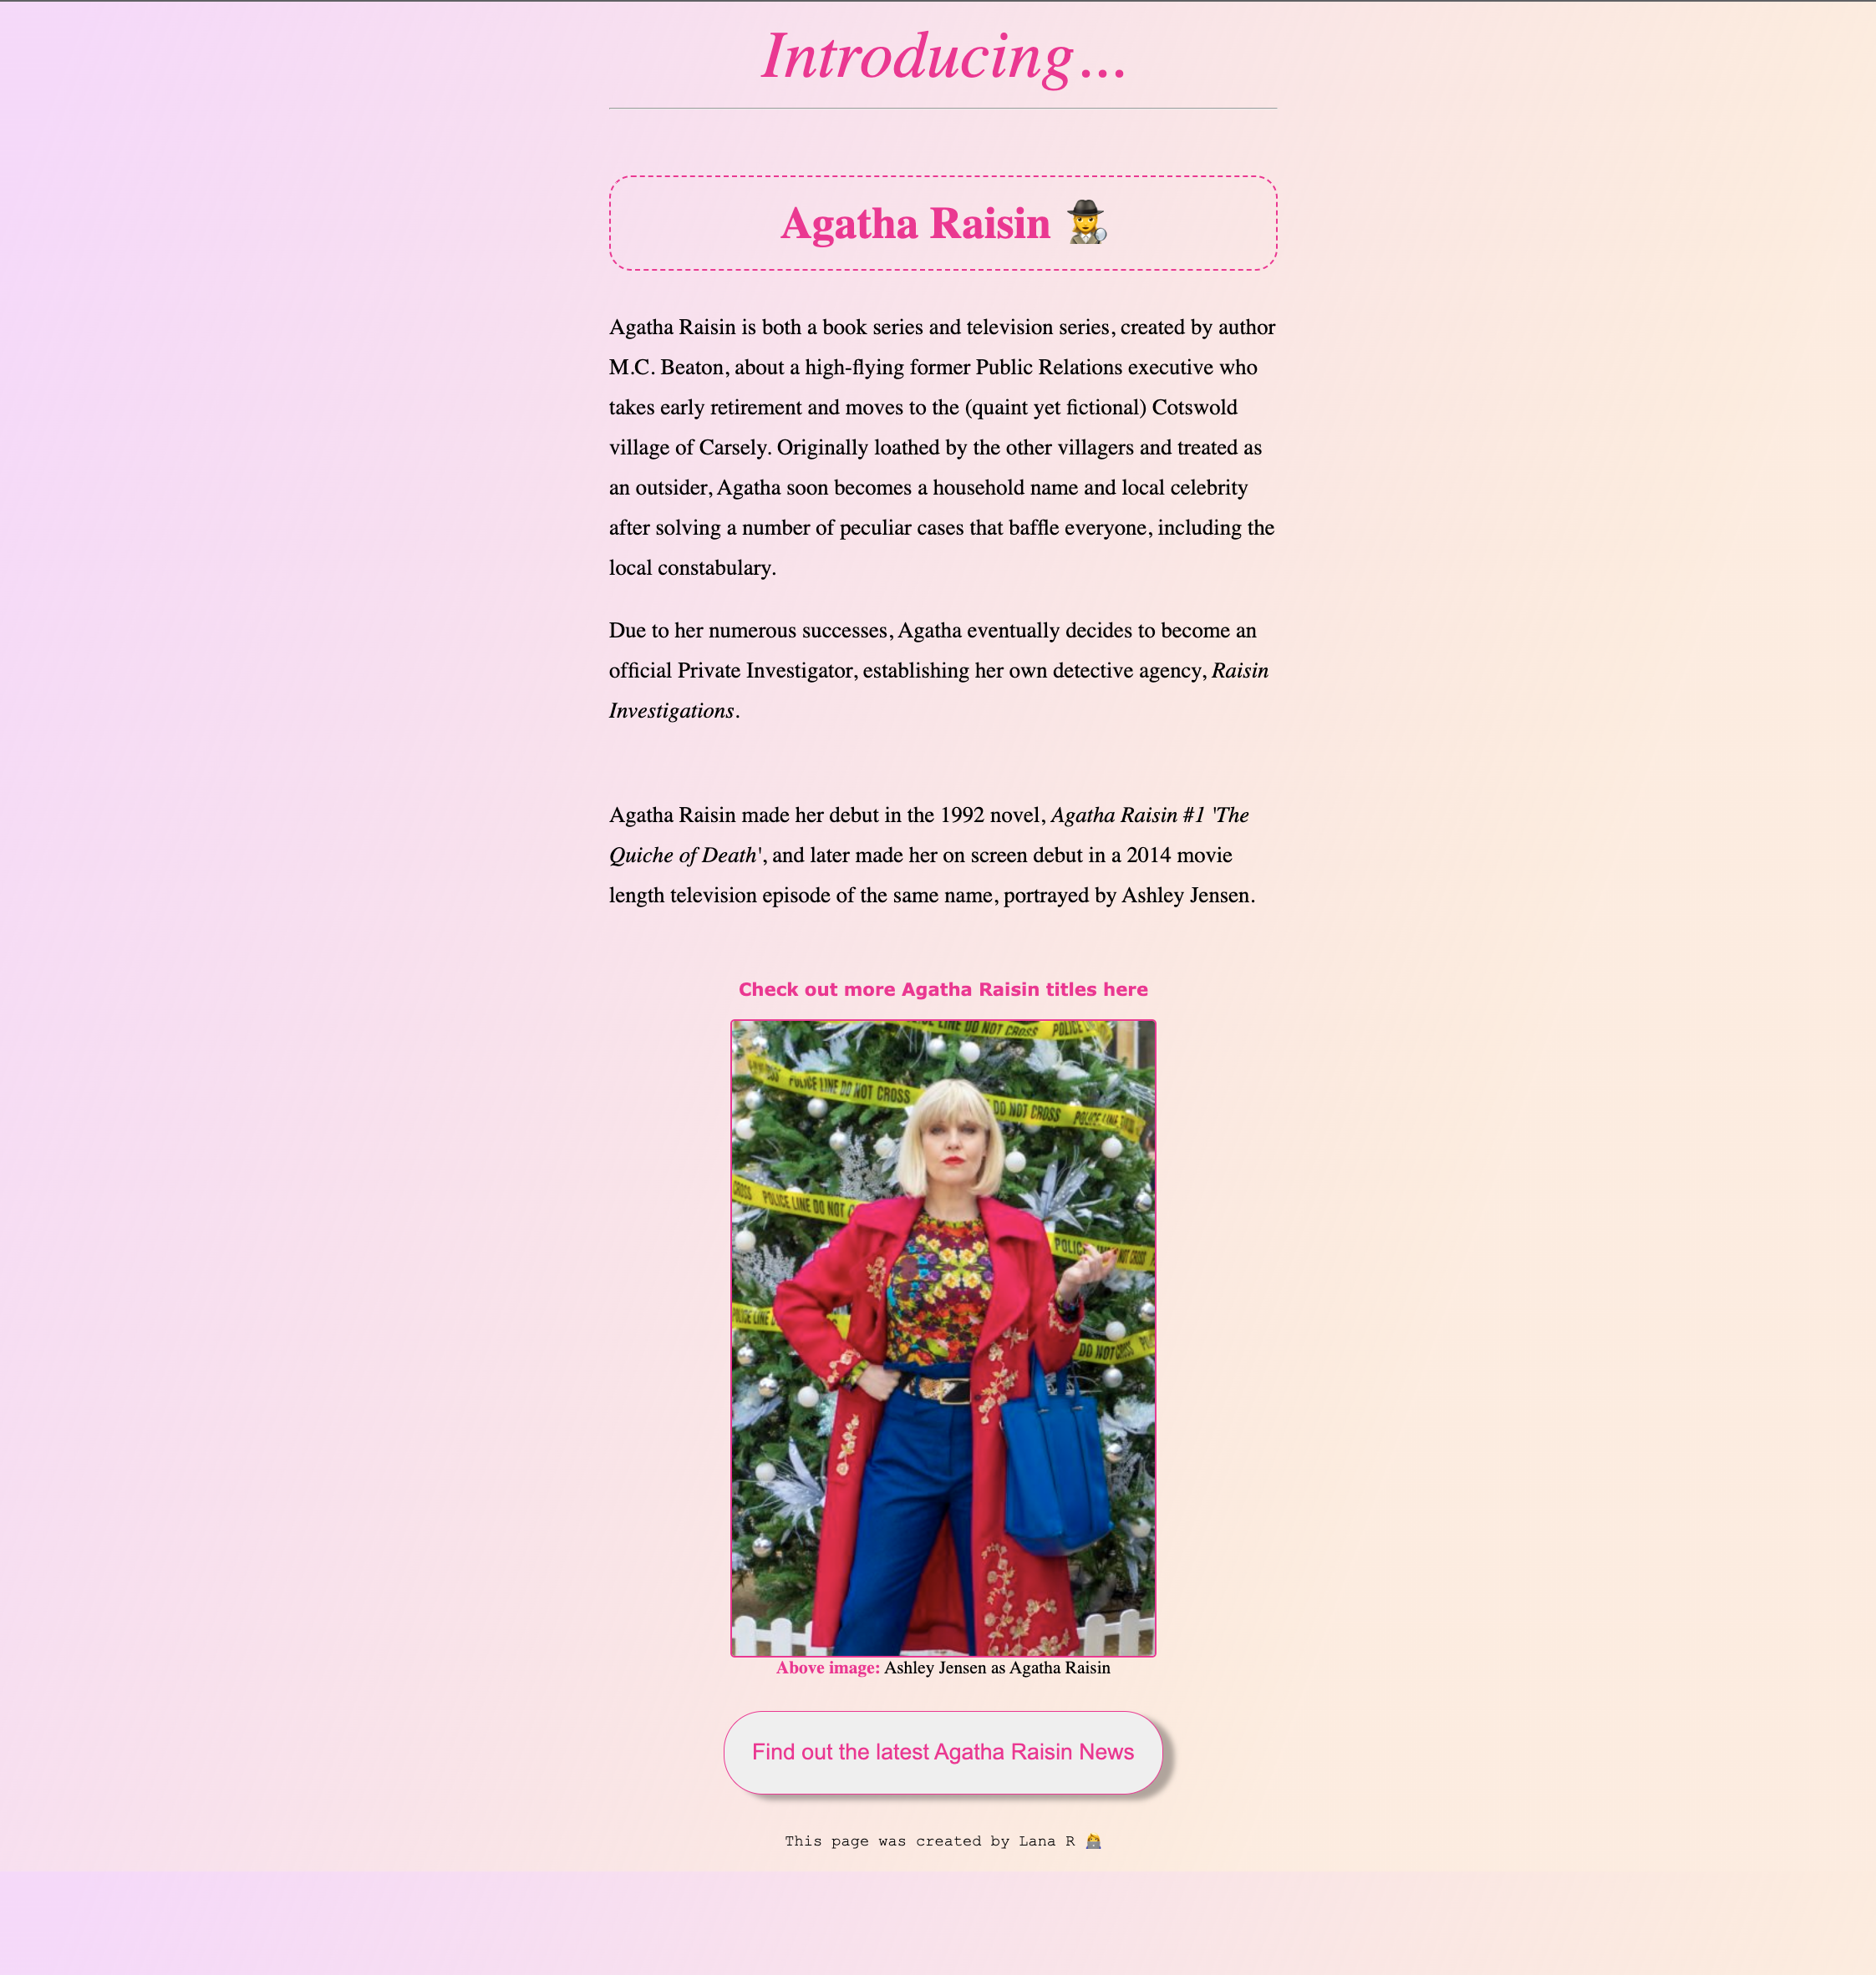 Introducing...
Agatha Raisin 🕵️‍♀️
Agatha Raisin is both a book series and television series, created by author
M.C. Beaton, about a high-flying former Public Relations executive who
takes early retirement and moves to the (quaint yet fictional) Cotswold
village of Carsely. Originally loathed by the other villagers and treated as
an outsider, Agatha soon becomes a household name and local celebrity
after solving a number of peculiar cases that baffle everyone, including the
local constabulary.
Due to her numerous successes, Agatha eventually decides to become an
official Private Investigator, establishing her own detective agency, Raisin
Investigations.
Agatha Raisin made her debut in the 1992 novel, Agatha Raisin #1 'The
Quiche of Death', and later made her on screen debut in a 2014 movie
length television episode of the same name, portrayed by Ashley Jensen.
Check out more Agatha Raisin titles here
LINE DO NOT CROSS POLICE
POLICE LINE DO NOT CROSS
DO NOT CROSS POLICE LINE
CROSS POLICE LINE DO NOT
POLICE NOT CROSS
POLICE LINE
DO NOT CROSS
Above image: Ashley Jensen as Agatha Raisin
Find out the latest Agatha Raisin News
This page was created by Lana R 👩‍💻